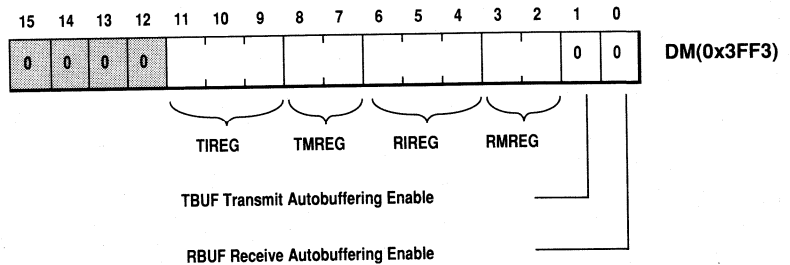 15 14 13 12 11 10 9 8 7 6 5 4 3 2 1 0
0 0 0 0 0 0 DM(0x3FF3)
TIREG TMREG RIREG RMREG
TBUF Transmit Autobuffering Enable
RBUF Receive Autobuffering Enable